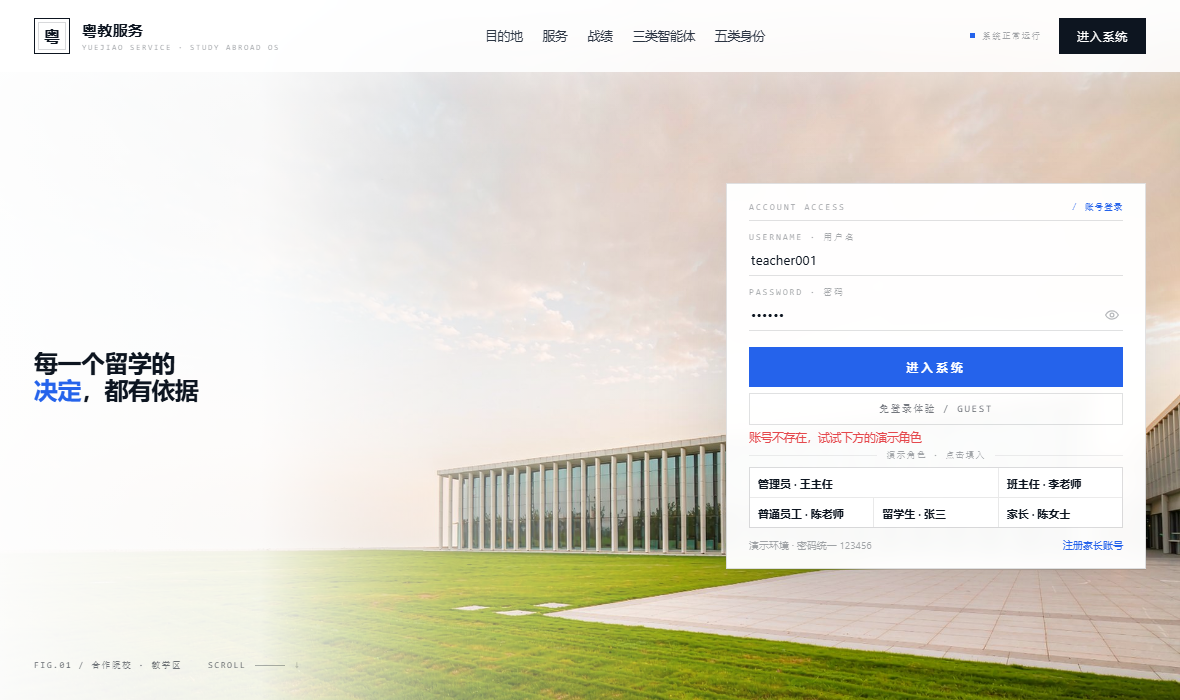 粤
粤教服务
YUEJIAO SERVICE · STUDY ABROAD OS
目的地 服务 战绩 三类智能体 五类身份
系统正常运行
进入系统
ACCOUNT ACCESS / 账号登录
USERNAME · 用户名
teacher001
PASSWORD · 密码
••••••
进入系统
免登录体验 / GUEST
账号不存在，试试下方的演示角色
演示角色 · 点击填入
管理员 · 王主任 班主任 · 李老师
普通员工 · 陈老师 留学生 · 张三 家长 · 陈女士
演示环境 · 密码统一 123456 注册家长账号
每一个留学的
决定，都有依据
FIG.01 / 合作院校 · 教学区 SCROLL ↓